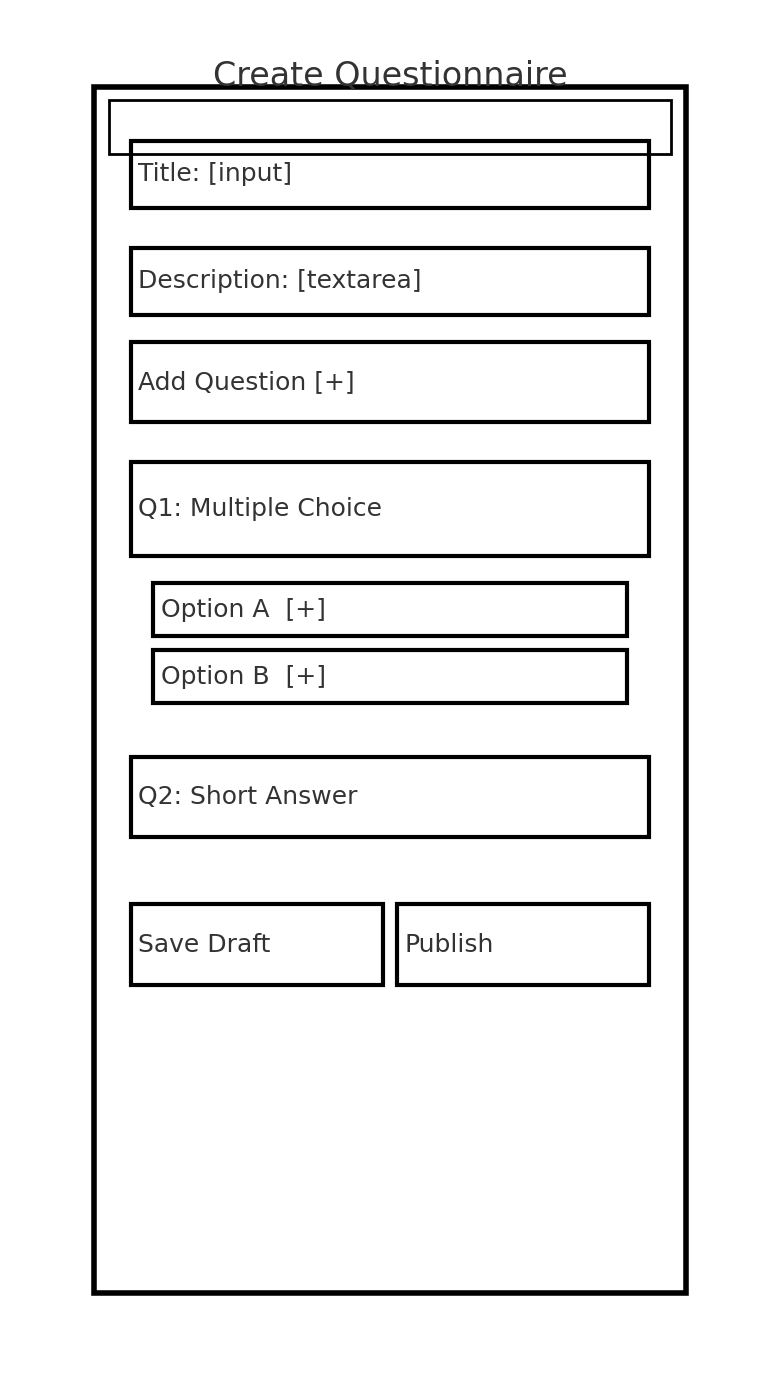 Create Questionnaire
Title: [input]
Description: [textarea]
Add Question [+]
Q1: Multiple Choice
Option A  [+]
Option B  [+]
Q2: Short Answer
Save Draft
Publish